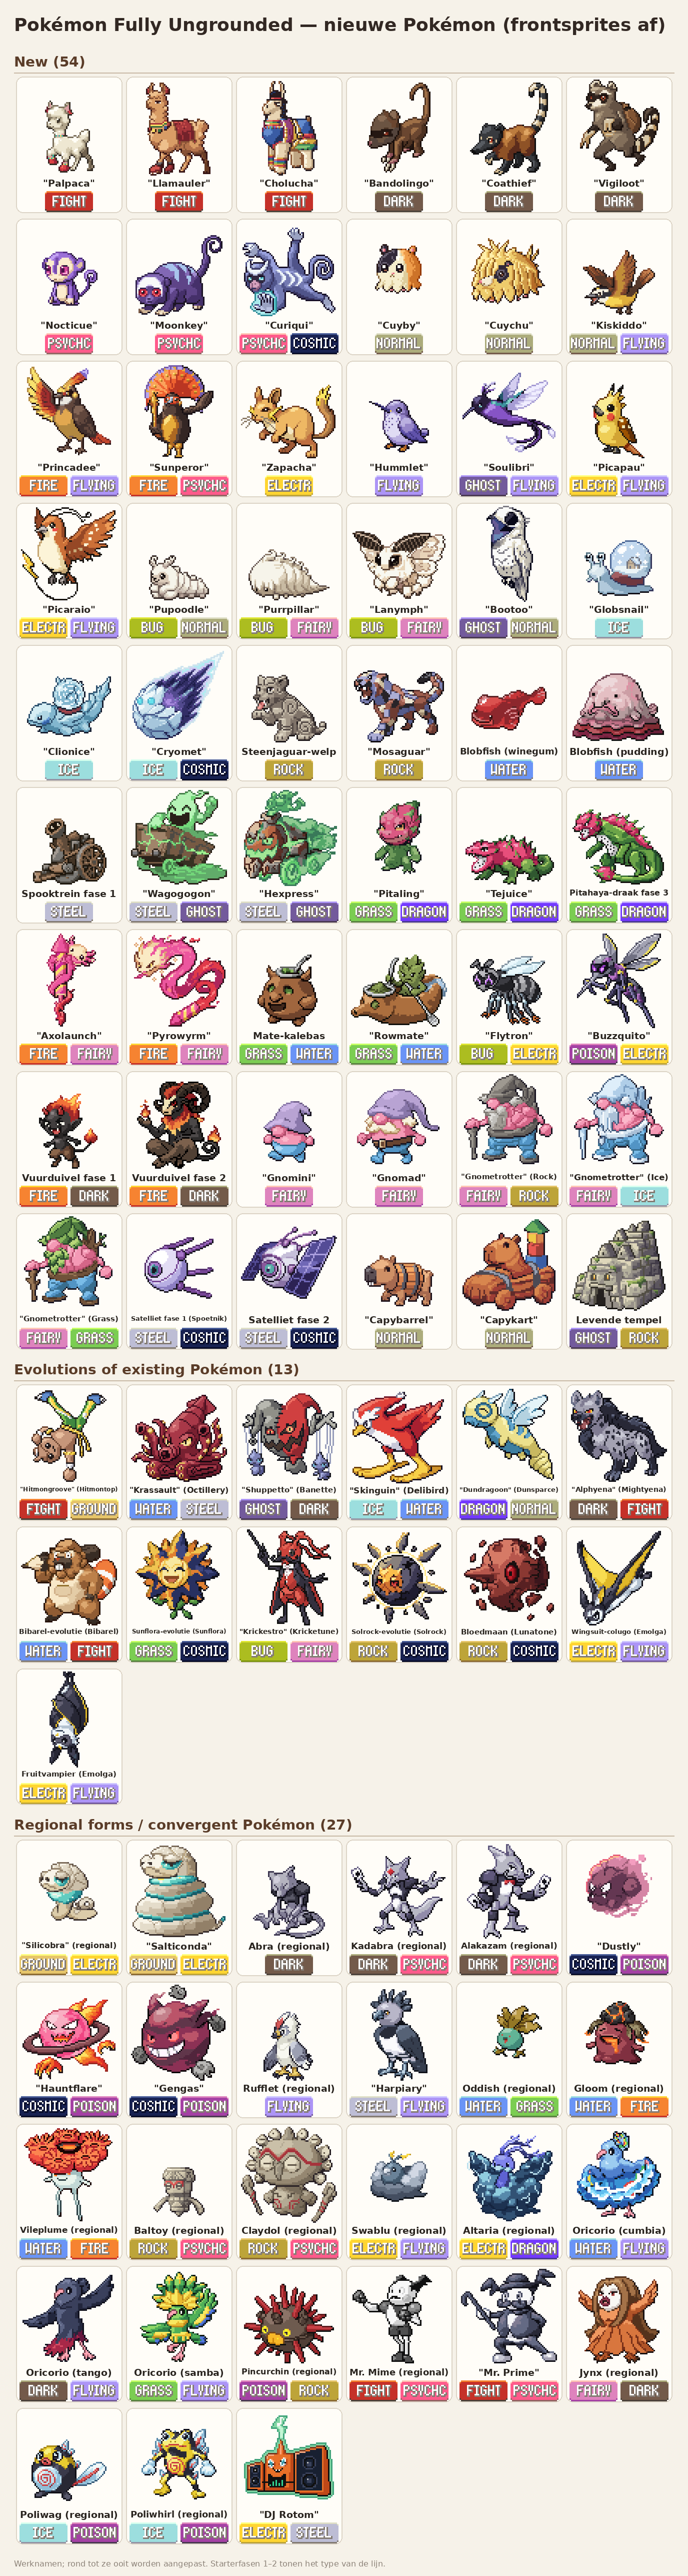 Pokémon Fully Ungrounded — nieuwe Pokémon (frontsprites af)
New (54)
"Palpaca" "Llamauler" "Cholucha" "Bandolingo" "Coathief" "Vigiloot"
FIGHT FIGHT FIGHT DARK DARK DARK
"Nocticue" "Moonkey" "Curiqui" "Cuyby" "Cuychu" "Kiskiddo"
PSYCHC PSYCHC PSYCHC COSMIC NORMAL NORMAL NORMAL FLYING
"Princadee" "Sunperor" "Zapacha" "Hummlet" "Soulibri" "Picapau"
FIRE FLYING FIRE PSYCHC ELECTR FLYING GHOST FLYING ELECTR FLYING
"Picaraio" "Pupoodle" "Purrpillar" "Lanymph" "Bootoo" "Globsnail"
ELECTR FLYING BUG NORMAL BUG FAIRY BUG FAIRY GHOST NORMAL ICE
"Clionice" "Cryomet" Steenjaguar-welp "Mosaguar" Blobfish (winegum) Blobfish (pudding)
ICE ICE COSMIC ROCK ROCK WATER WATER
Spooktrein fase 1 "Wagogogon" "Hexpress" "Pitaling" "Tejuice" Pitahaya-draak fase 3
STEEL STEEL GHOST STEEL GHOST GRASS DRAGON GRASS DRAGON GRASS DRAGON
"Axolaunch" "Pyrowyrm" Mate-kalebas "Rowmate" "Flytron" "Buzzquito"
FIRE FAIRY FIRE FAIRY GRASS WATER GRASS WATER BUG ELECTR POISON ELECTR
Vuurduivel fase 1 Vuurduivel fase 2 "Gnomini" "Gnomad" "Gnometrotter" (Rock) "Gnometrotter" (Ice)
FIRE DARK FIRE DARK FAIRY FAIRY FAIRY ROCK FAIRY ICE
"Gnometrotter" (Grass) Satelliet fase 1 (Spoetnik) Satelliet fase 2 "Capybarrel" "Capykart" Levende tempel
FAIRY GRASS STEEL COSMIC STEEL COSMIC NORMAL NORMAL GHOST ROCK
Evolutions of existing Pokémon (13)
"Hitmongroove" (Hitmontop) "Krassault" (Octillery) "Shuppetto" (Banette) "Skinguin" (Delibird) "Dundragoon" (Dunsparce) "Alphyena" (Mightyena)
FIGHT GROUND WATER STEEL GHOST DARK ICE WATER DRAGON NORMAL DARK FIGHT
Bibarel-evolutie (Bibarel) Sunflora-evolutie (Sunflora) "Krickestro" (Kricketune) Solrock-evolutie (Solrock) Bloedmaan (Lunatone) Wingsuit-colugo (Emolga)
WATER FIGHT GRASS COSMIC BUG FAIRY ROCK COSMIC ROCK COSMIC ELECTR FLYING
Fruitvampier (Emolga)
ELECTR FLYING
Regional forms / convergent Pokémon (27)
"Silicobra" (regional) "Salticonda" Abra (regional) Kadabra (regional) Alakazam (regional) "Dustly"
GROUND ELECTR GROUND ELECTR DARK DARK PSYCHC DARK PSYCHC COSMIC POISON
"Hauntflare" "Gengas" Rufflet (regional) "Harpiary" Oddish (regional) Gloom (regional)
COSMIC POISON COSMIC POISON FLYING STEEL FLYING WATER GRASS WATER FIRE
Vileplume (regional) Baltoy (regional) Claydol (regional) Swablu (regional) Altaria (regional) Oricorio (cumbia)
WATER FIRE ROCK PSYCHC ROCK PSYCHC ELECTR FLYING ELECTR DRAGON WATER FLYING
Oricorio (tango) Oricorio (samba) Pincurchin (regional) Mr. Mime (regional) "Mr. Prime" Jynx (regional)
DARK FLYING GRASS FLYING POISON ROCK FIGHT PSYCHC FIGHT PSYCHC FAIRY DARK
Poliwag (regional) Poliwhirl (regional) "DJ Rotom"
ICE POISON ICE POISON ELECTR STEEL
Werknamen; rond tot ze ooit worden aangepast. Starterfasen 1–2 tonen het type van de lijn.